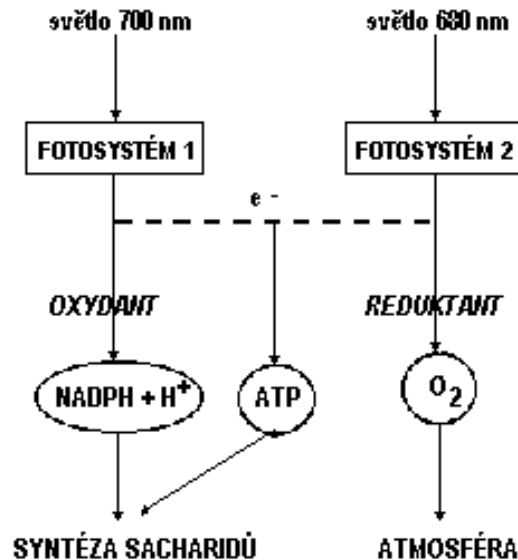 světlo 700 nm
světlo 680 nm
FOTOSYSTÉM 1
FOTOSYSTÉM 2
e -
OXYDANT
REDUKTANT
NADPH + H+
ATP
O2
SYNTÉZA SACHARIDŮ
ATMOSFÉRA